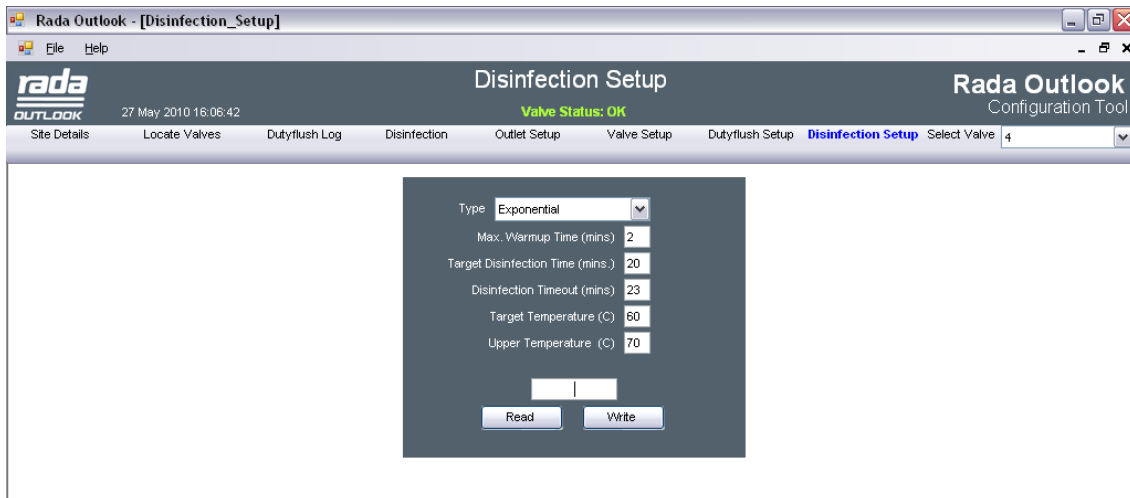 Rada Outlook - [Disinfection_Setup]
File Help
rada Disinfection Setup Rada Outlook
OUTLOOK 27 May 2010 16:06:42 Valve Status: OK Configuration Tool
Site Details Locate Valves Dutyflush Log Disinfection Outlet Setup Valve Setup Dutyflush Setup Disinfection Setup Select Valve 4
Type Exponential
Max. Warmup Time (mins) 2
Target Disinfection Time (mins.) 20
Disinfection Timeout (mins) 23
Target Temperature (C) 60
Upper Temperature (C) 70
Read Write